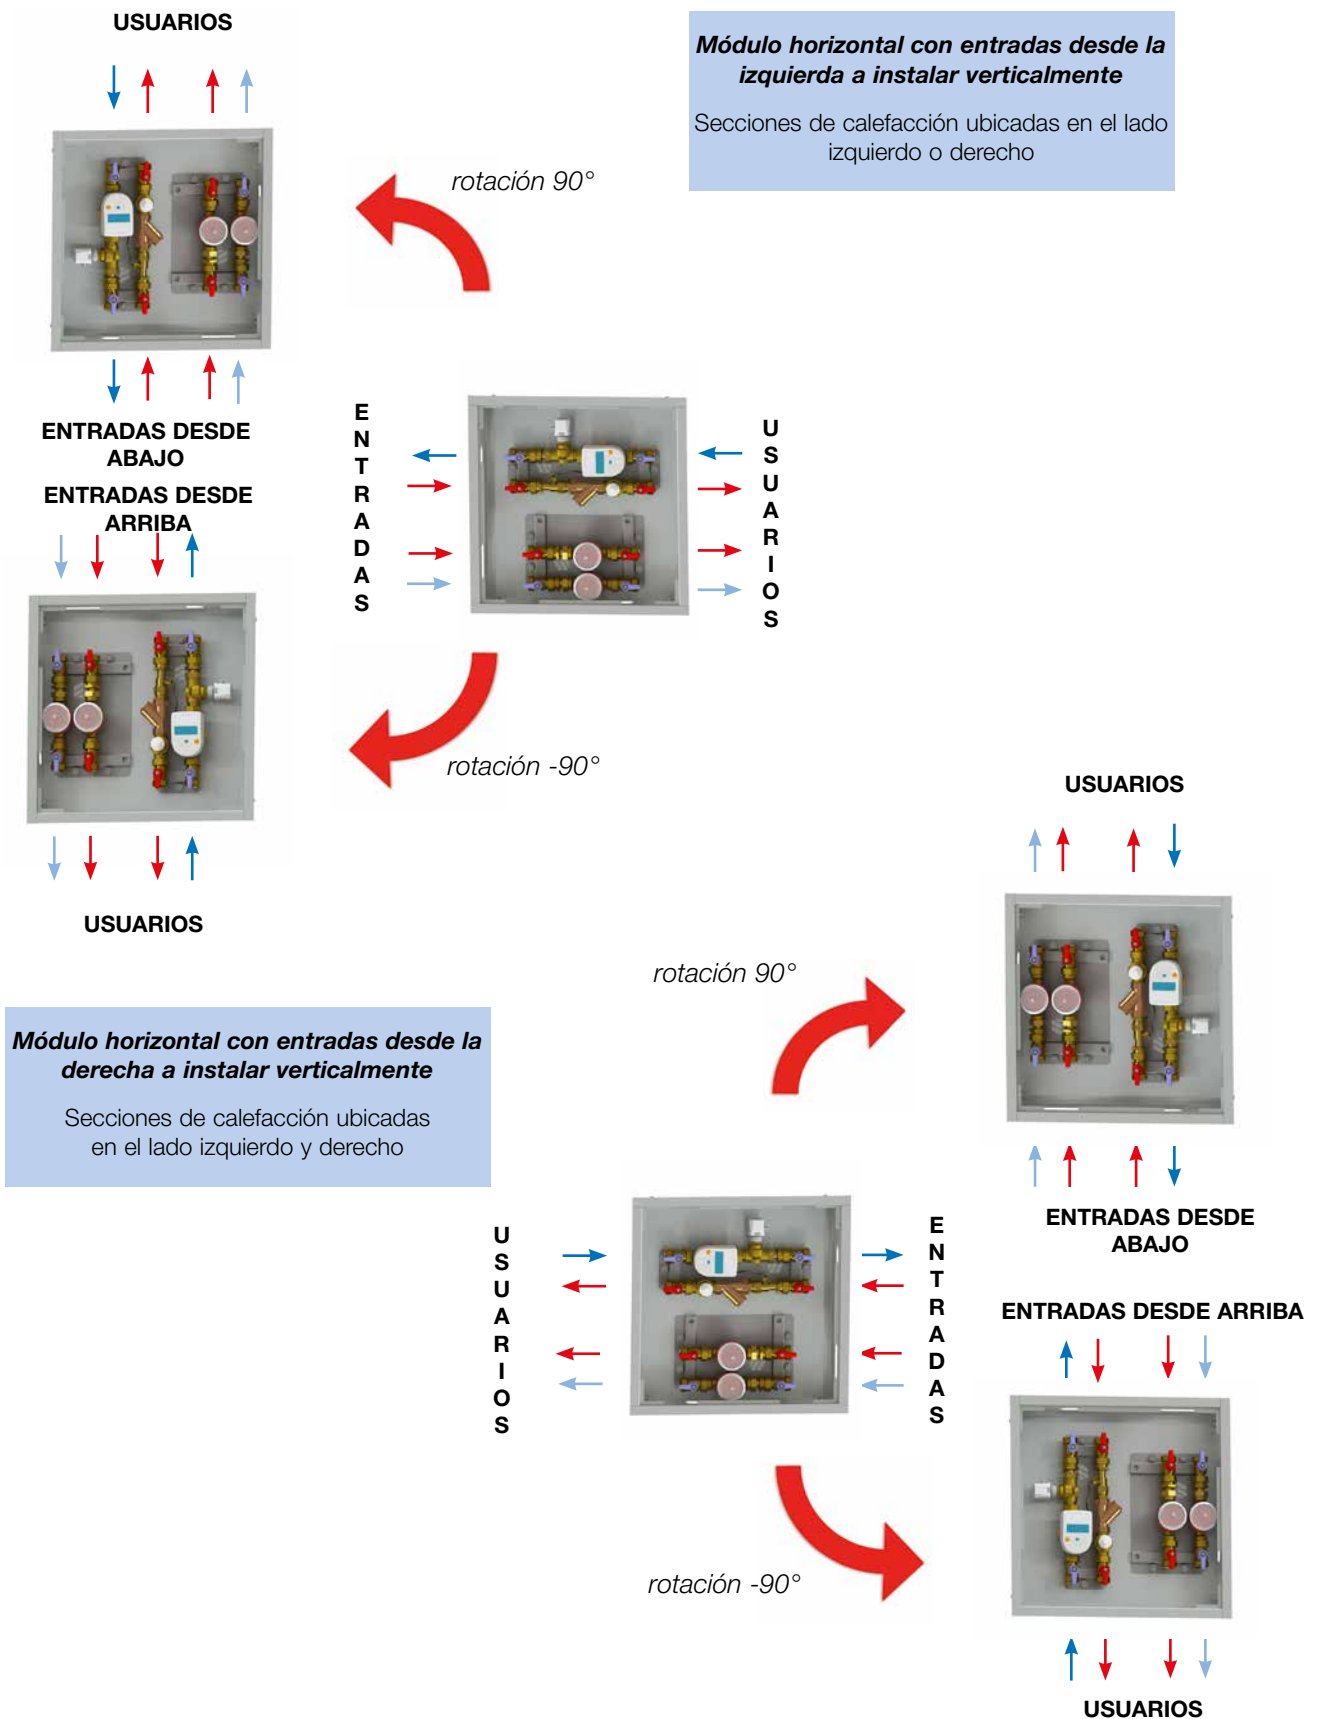 USUARIOS
Módulo horizontal con entradas desde la
izquierda a instalar verticalmente
Secciones de calefacción ubicadas en el lado
izquierdo o derecho
rotación 90°
ENTRADAS DESDE
ABAJO
ENTRADAS
USUARIOS
ENTRADAS DESDE
ARRIBA
rotación -90°
USUARIOS
USUARIOS
rotación 90°
Módulo horizontal con entradas desde la
derecha a instalar verticalmente
Secciones de calefacción ubicadas
en el lado izquierdo y derecho
ENTRADAS DESDE
ABAJO
USUARIOS
ENTRADAS
ENTRADAS DESDE ARRIBA
rotación -90°
USUARIOS